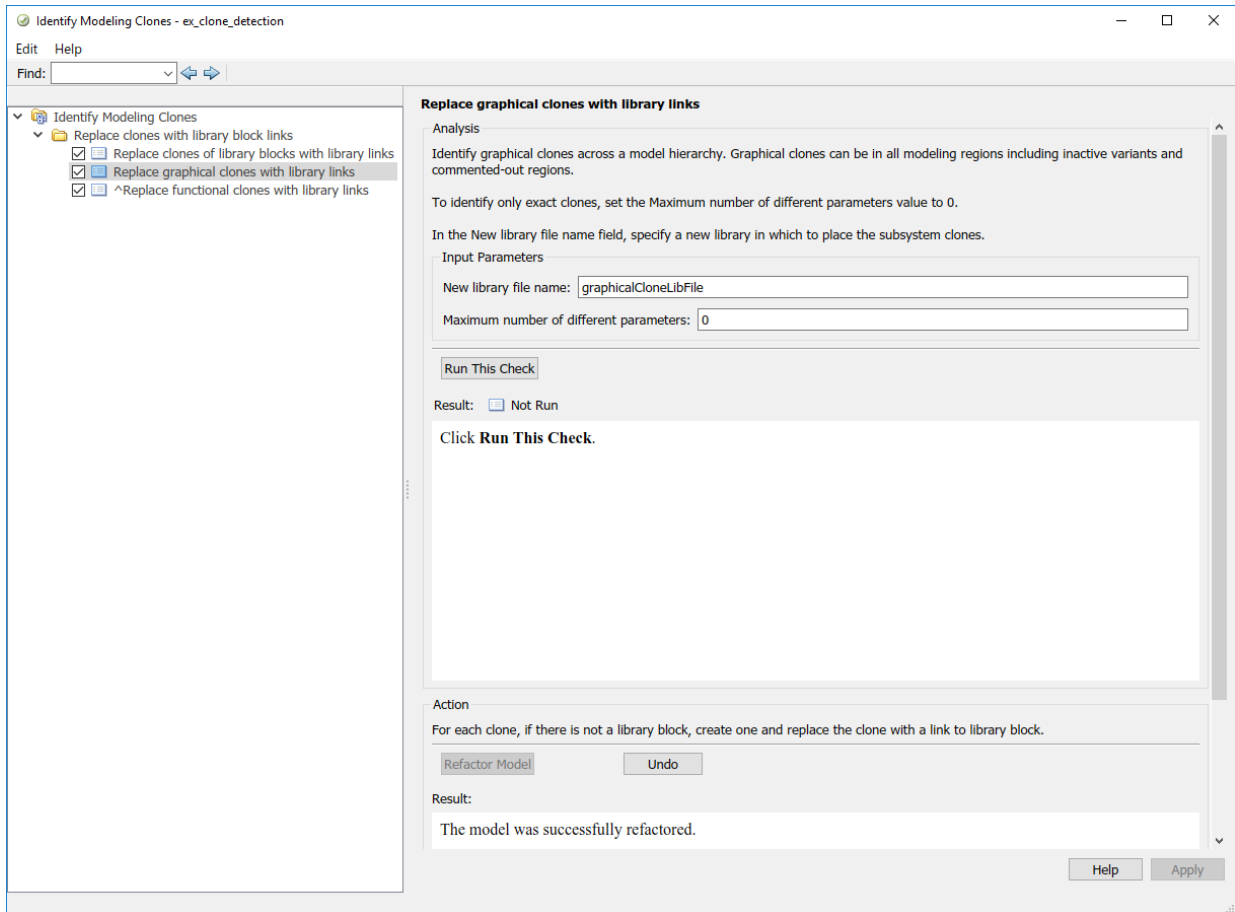 Identify Modeling Clones - ex_clone_detection
Edit Help
Find:
Identify Modeling Clones
Replace clones with library block links
Replace clones of library blocks with library links
Replace graphical clones with library links
^Replace functional clones with library links
Replace graphical clones with library links
Analysis
Identify graphical clones across a model hierarchy. Graphical clones can be in all modeling regions including inactive variants and
commented-out regions.
To identify only exact clones, set the Maximum number of different parameters value to 0.
In the New library file name field, specify a new library in which to place the subsystem clones.
Input Parameters
New library file name: graphicalCloneLibFile
Maximum number of different parameters: 0
Run This Check
Result: Not Run
Click Run This Check.
Action
For each clone, if there is not a library block, create one and replace the clone with a link to library block.
Refactor Model Undo
Result:
The model was successfully refactored.
Help Apply